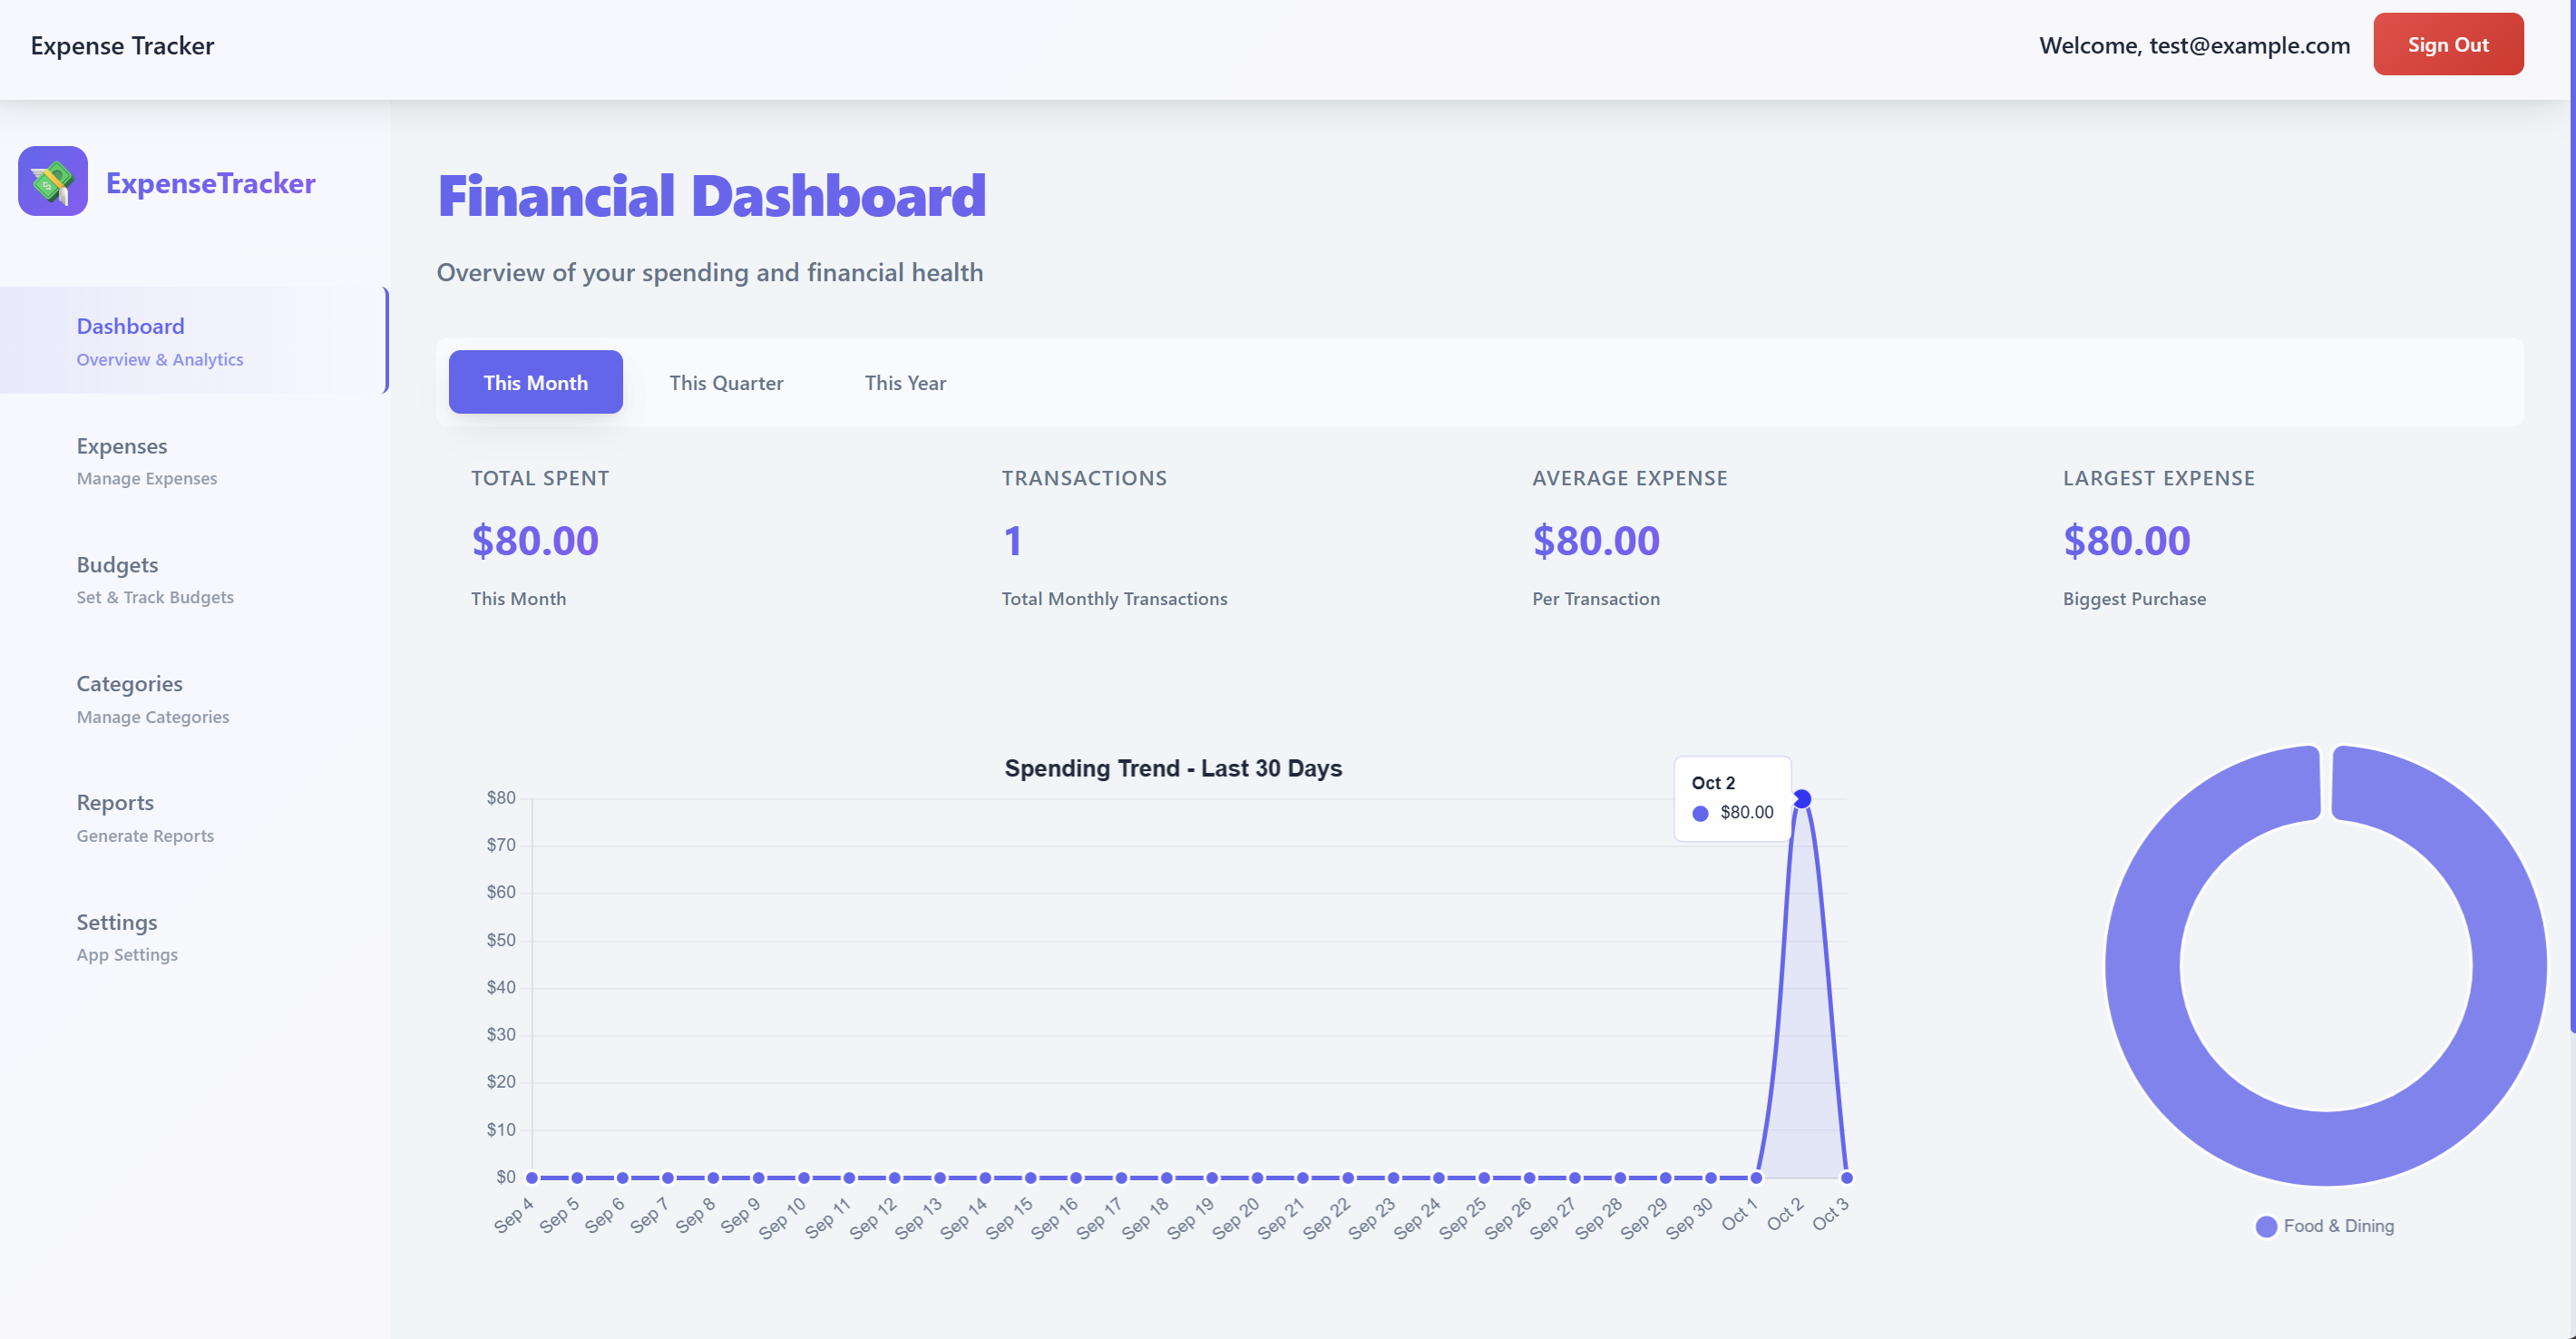 Expense Tracker
Welcome, test@example.com
Sign Out
ExpenseTracker
Dashboard
Overview & Analytics
Expenses
Manage Expenses
Budgets
Set & Track Budgets
Categories
Manage Categories
Reports
Generate Reports
Settings
App Settings
Financial Dashboard
Overview of your spending and financial health
This Month
This Quarter
This Year
TOTAL SPENT
$80.00
This Month
TRANSACTIONS
1
Total Monthly Transactions
AVERAGE EXPENSE
$80.00
Per Transaction
LARGEST EXPENSE
$80.00
Biggest Purchase
Spending Trend - Last 30 Days
Oct 2
$80.00
$80
$70
$60
$50
$40
$30
$20
$10
$0
Sep 4
Sep 5
Sep 6
Sep 7
Sep 8
Sep 9
Sep 10
Sep 11
Sep 12
Sep 13
Sep 14
Sep 15
Sep 16
Sep 17
Sep 18
Sep 19
Sep 20
Sep 21
Sep 22
Sep 23
Sep 24
Sep 25
Sep 26
Sep 27
Sep 28
Sep 29
Sep 30
Oct 1
Oct 2
Oct 3
Food & Dining